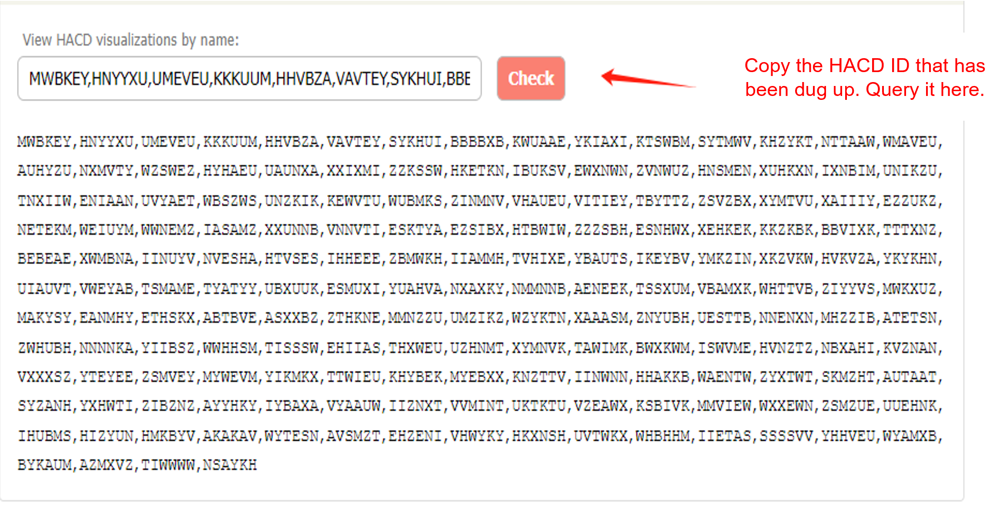 View HACD visualizations by name:
MWBKEY,HNYYXU,UMEVEU,KKKUUM,HHVBZA,VAVTEY,SYKHUI,BBE
Check
Copy the HACD ID that has
been dug up. Query it here.
MWBKEY,HNYYXU,UMEVEU,KKKUUM,HHVBZA,VAVTEY,SYKHUI,BBBBXB,KWUAAE,YKIAXI,KTSWBM,SYTMWV,KHZYKT,NTTAAW,WMAVEU,
AUHYZU,NXMVTY,WZSWEZ,HYHAEU,UAUNXA,XXIXMI,ZZKSSW,HKETKN,IBUKSV,EWXNWN,ZVNWUZ,HNSMEN,XUHKXN,IXNBIM,UNIKZU,
TNXIIW,ENIAAN,UVYAET,WBSZWS,UNZKIK,KEWVTU,WUBMKS,ZINMNV,VHAUEU,VITIEY,TBYTTZ,ZSVZBX,XYMTVU,XAIIIY,EZZUKZ,
NETEKM,WEIUYM,WWNEMZ,IASAMZ,XXUNNB,VNNVTI,ESKTYA,EZSIBX,HTBWIW,ZZZSBH,ESNHWX,XEHKEK,KKZKBK,BBVIXK,TTTXNZ,
BEBEAE,XWMBNA,IINUYV,NVESHA,HTVSES,IHHEEE,ZBMWKH,IIAMMH,TVHIXE,YBAUTS,IKEYBV,YMKZIN,XKZVKW,HVKVZA,YKYKHN,
UIAUVT,VWEYAB,TSMAME,TYATYY,UBXUUK,ESMUXI,YUAHVA,NXAXKY,NMMNNB,AENEEK,TSSXUM,VBAMXK,WHTTVB,ZIYYVS,MWKXUZ,
MAKYSY,EANMHY,ETHSKX,ABTBVE,ASXXBZ,ZTHKNE,MMNZZU,UMZIKZ,WZYKTN,XAAASM,ZNYUBH,UESTTB,NNENXN,MHZZIB,ATETSN,
ZWHUBH,NNNNKA,YIIBSZ,WWHHSM,TISSSW,EHIIAS,THXWEU,UZHNMT,XYMNVK,TAWIMK,BWXKWM,ISWVME,HVNZTZ,NBXAHI,KVZNAN,
VXXXSZ,YTEYEE,ZSMVEY,MYWEVM,YIKMKX,TTWIEU,KHYBEK,MYEBXX,KNZTTV,IINWNN,HHAKKB,WAENTW,ZYXTWT,SKMZHT,AUTAAT,
SYZANH,YXHWTI,ZIBZNZ,AYYHKY,IYBAXA,VYAAUW,IIZNXT,VVMINT,UKTKTU,VZEAWX,KSBIVK,MMVIEW,WXXEWN,ZSMZUE,UUEHNK,
IHUBMS,HIZYUN,HMKBYV,AKAKAV,WYTESN,AVSMZT,EHZENI,VHWYKY,HKXNSH,UVTWKX,WHBHHM,IIETAS,SSSSVV,YHHVEU,WYAMXB,
BYKAUM,AZMXVZ,TIWWWW,NSAYKH